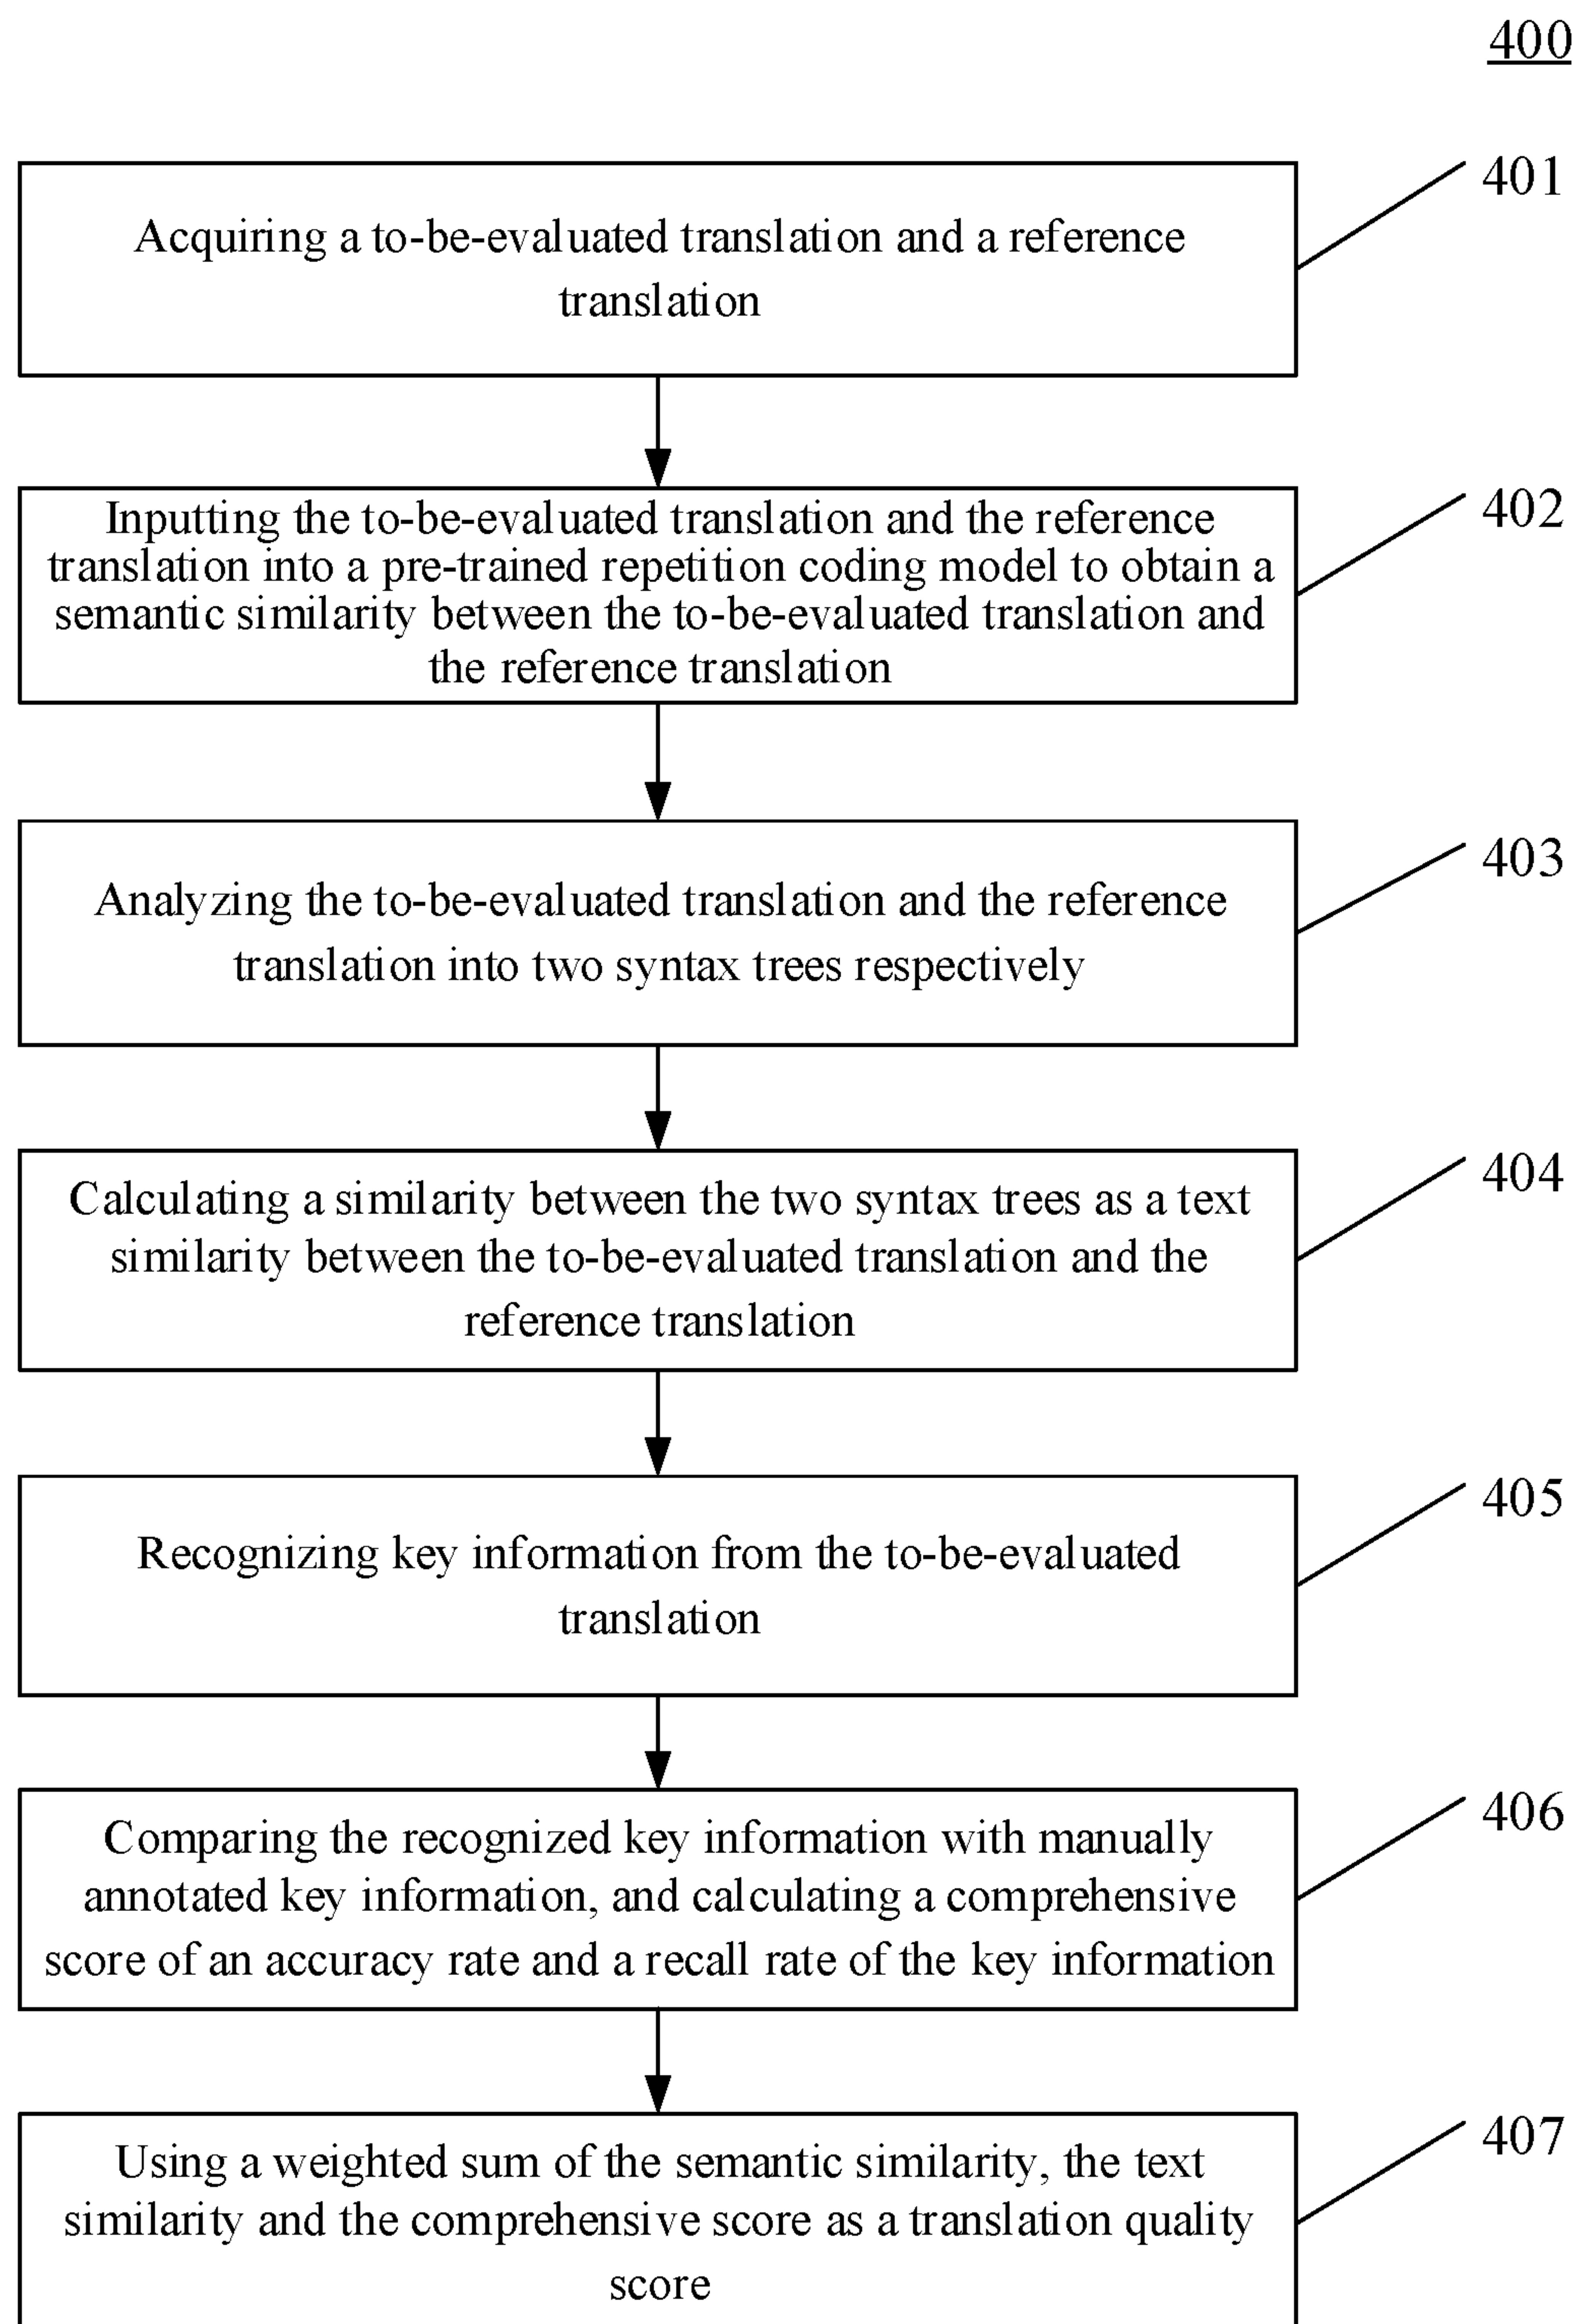 400
401
Acquiring a to-be-evaluated translation and a reference
translation
402
Inputting the to-be-evaluated translation and the reference
translation into a pre-trained repetition coding model to obtain a
semantic similarity between the to-be-evaluated translation and
the reference translation
403
Analyzing the to-be-evaluated translation and the reference
translation into two syntax trees respectively
404
Calculating a similarity between the two syntax trees as a text
similarity between the to-be-evaluated translation and the
reference translation
405
Recognizing key information from the to-be-evaluated
translation
406
Comparing the recognized key information with manually
annotated key information, and calculating a comprehensive
score of an accuracy rate and a recall rate of the key information
407
Using a weighted sum of the semantic similarity, the text
similarity and the comprehensive score as a translation quality
score